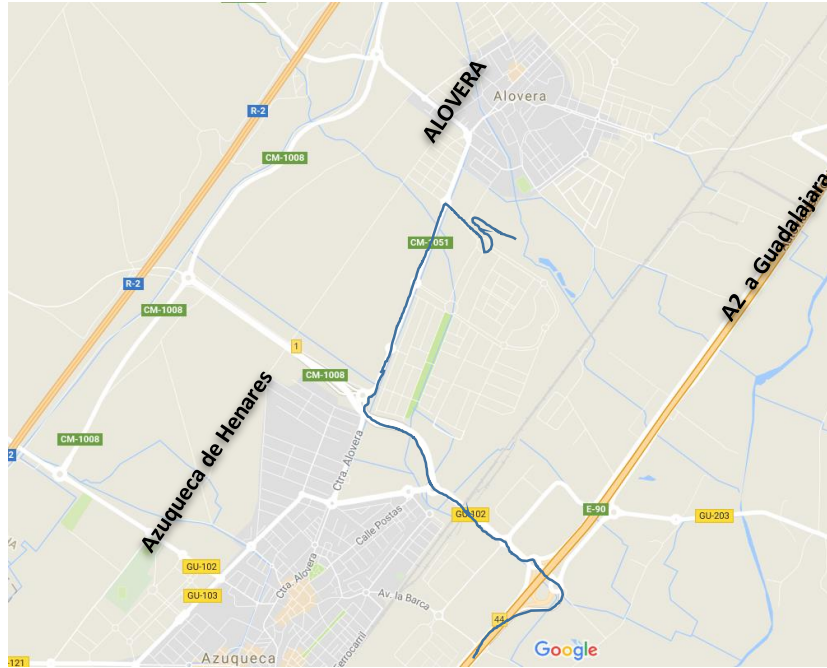 ALOVERA
Alovera
R-2
CM-1008
A2 a Guadalajara
CM-1051
R-2
CM-1008
1
CM-1008
Azuqueca de Henares
CM-1008
2
Ctra. Alovera
Calle Postas
GU-102
E-90
GU-203
GU-102
Ctra. Alovera
GU-103
Av. la Barca
44
Azuqueca
Google
-121